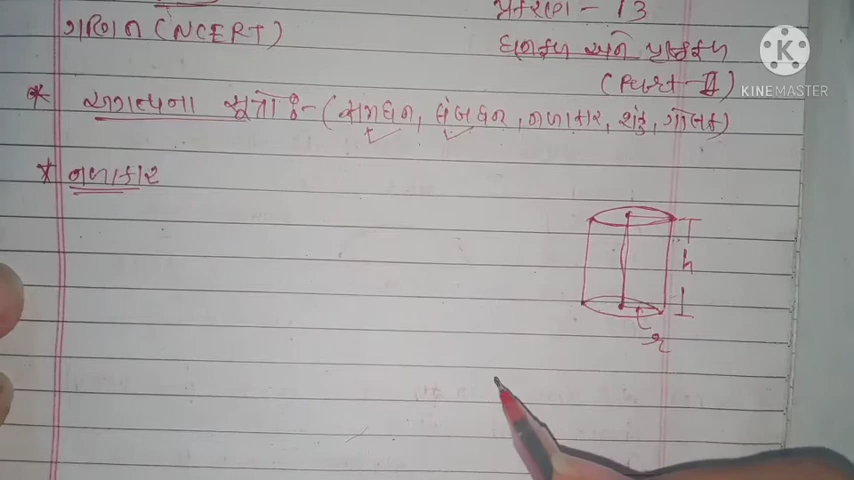 પ્રકરણ - 13
ગણિત (NCERT)
ઘનફળ અને પૃષ્ઠફળ
(Part-II)
* અગત્યના સૂત્રો :- (સમઘન, લંબઘન, નળાકાર, શંકુ, ગોલક)
* નળાકાર
h
r
KINEMASTER